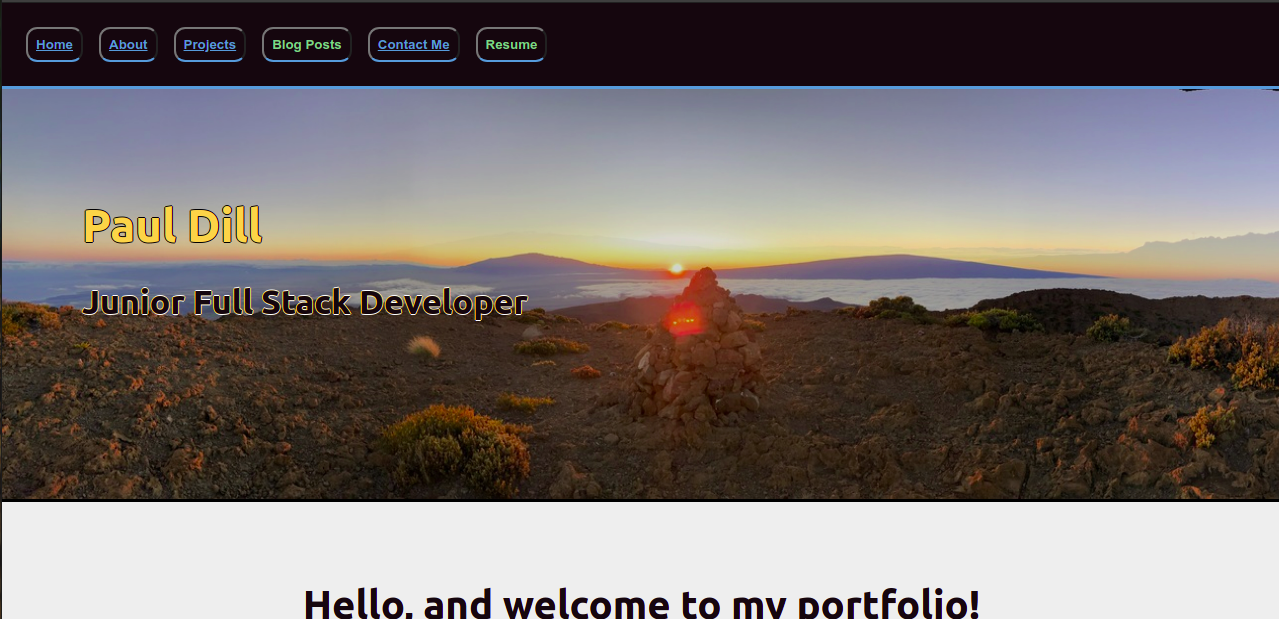 Home About Projects Blog Posts Contact Me Resume
Paul Dill
Junior Full Stack Developer
Hello, and welcome to my portfolio!